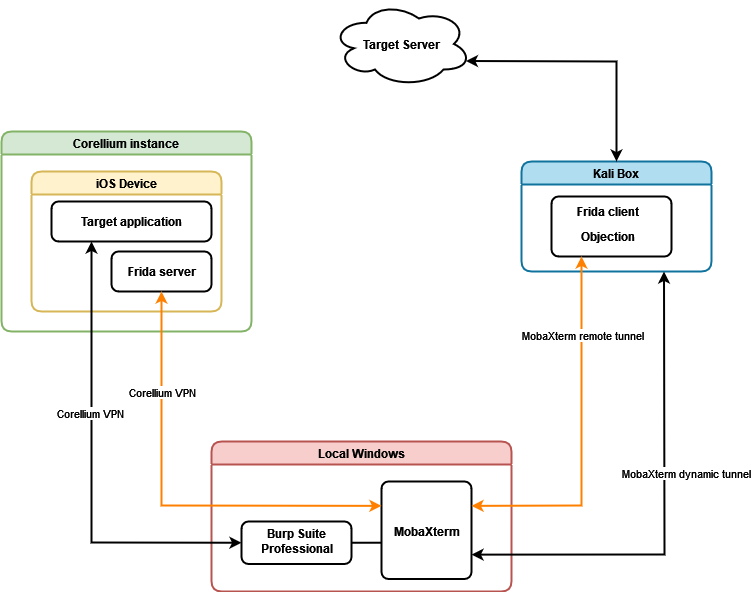 Target Server
Corellium instance
iOS Device
Target application
Frida server
Kali Box
Frida client
Objection
MobaXterm remote tunnel
Corellium VPN
Corellium VPN
MobaXterm dynamic tunnel
Local Windows
Burp Suite
Professional
MobaXterm